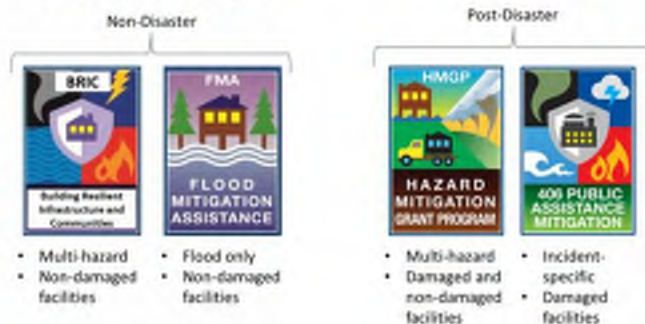 Non-Disaster
Post-Disaster
BRIC
Building Resilient
Infrastructure and
Communities
FMA
FLOOD
MITIGATION
ASSISTANCE
HMGP
HAZARD
MITIGATION
GRANT PROGRAM
406 PUBLIC
ASSISTANCE
MITIGATION
• Multi-hazard
• Non-damaged
facilities
• Flood only
• Non-damaged
facilities
• Multi-hazard
• Damaged and
non-damaged
facilities
• Incident-
specific
• Damaged
facilities